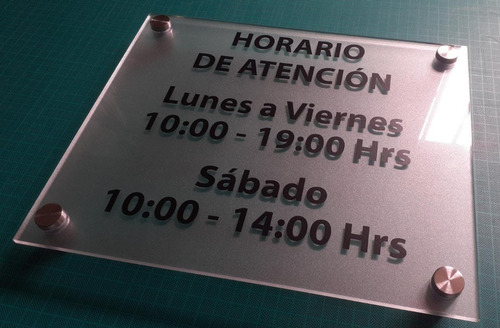 HORARIO
DE ATENCIÓN
Lunes a Viernes
10:00 - 19:00 Hrs
Sábado
10:00 - 14:00 Hrs